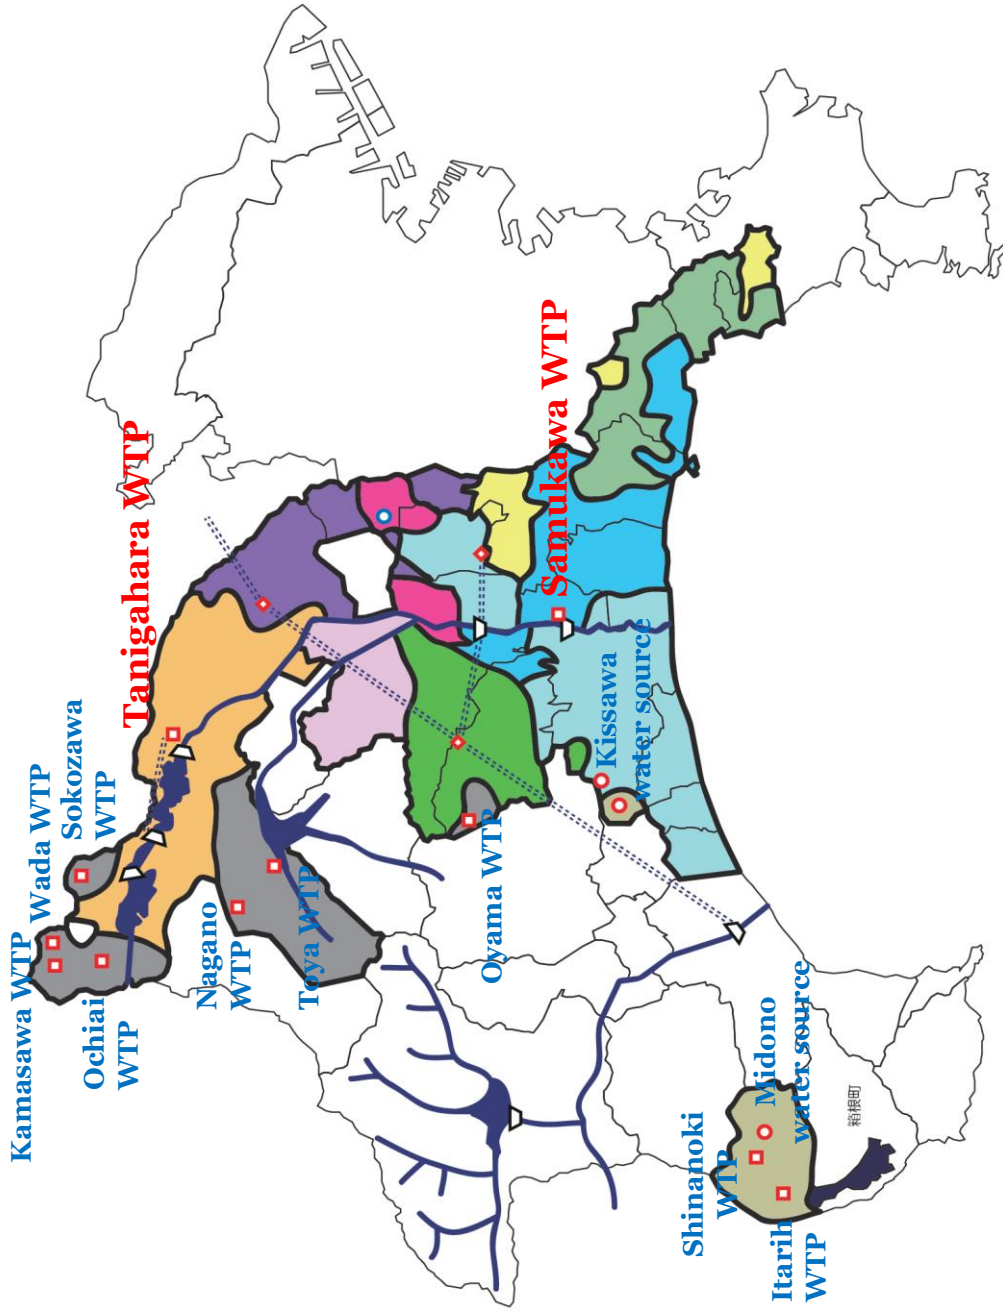 Kamasawa WTP
Wada WTP
Sokozawa
WTP
Ochiai
WTP
Tanigahara WTP
Nagano
WTP
Toya WTP
Oyama WTP
Samukawa WTP
Kissawa
water source
Shinanoki
WTP
Midono
water source
Itarih
WTP
箱根町